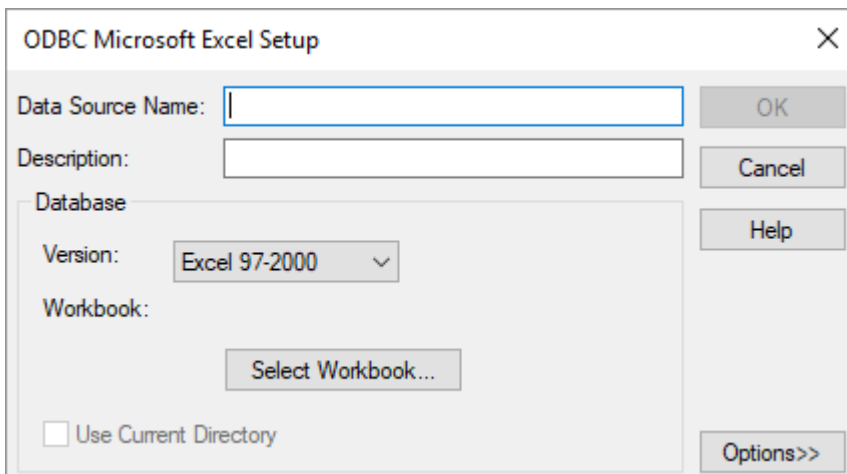 ODBC Microsoft Excel Setup
Data Source Name:
OK
Description:
Cancel
Database
Help
Version:
Excel 97-2000
Workbook:
Select Workbook...
Use Current Directory
Options>>